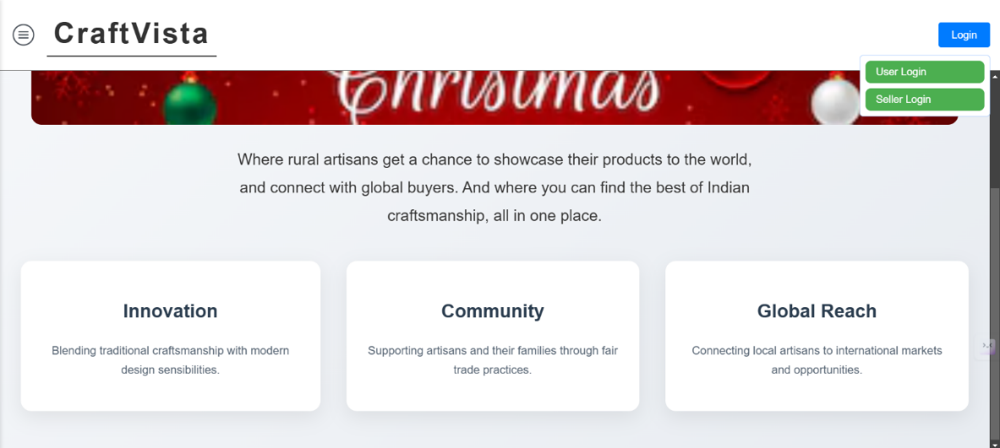 CraftVista
Login
User Login
Seller Login
Christmas
Where rural artisans get a chance to showcase their products to the world,
and connect with global buyers. And where you can find the best of Indian
craftsmanship, all in one place.
Innovation
Blending traditional craftsmanship with modern
design sensibilities.
Community
Supporting artisans and their families through fair
trade practices.
Global Reach
Connecting local artisans to international markets
and opportunities.